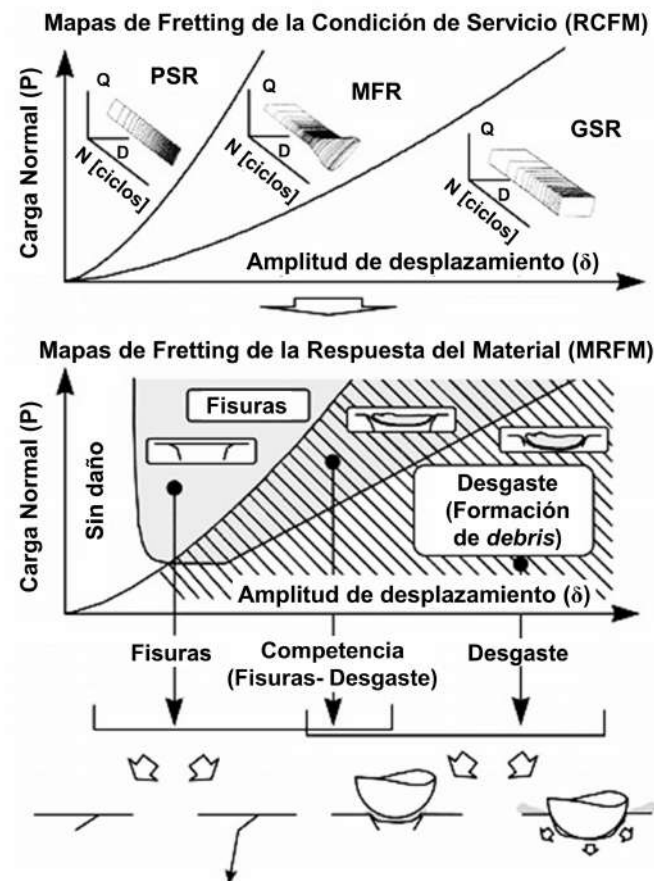 Mapas de Fretting de la Condición de Servicio (RCFM)
Carga Normal (P)
Q
PSR
D
N [ciclos]
Q
MFR
D
N [ciclos]
Q
GSR
D
N [ciclos]
Amplitud de desplazamiento (δ)
Mapas de Fretting de la Respuesta del Material (MRFM)
Carga Normal (P)
Sin daño
Fisuras
Desgaste
(Formación
de debris)
Amplitud de desplazamiento (δ)
Fisuras
Competencia
(Fisuras- Desgaste)
Desgaste